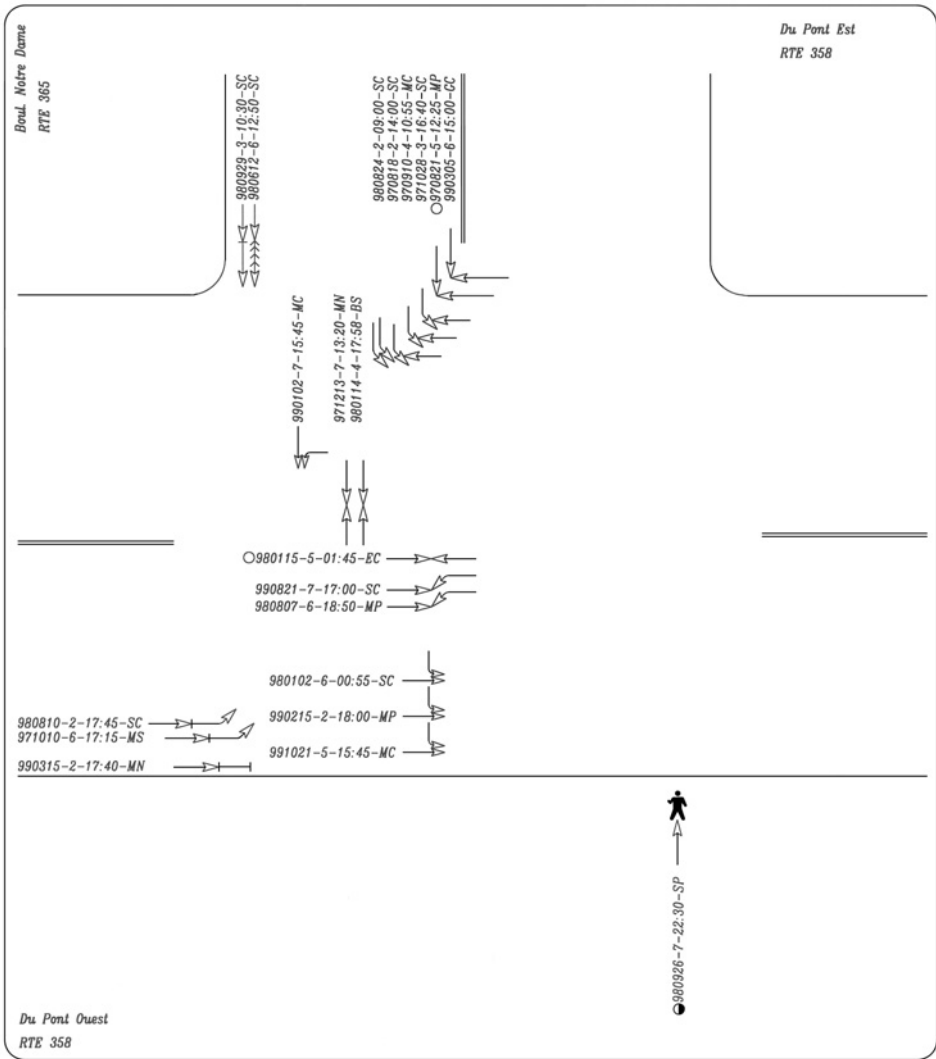 Boul. Notre Dame
RTE 365
Du Pont Est
RTE 358
980929-3-10:30-SC
980612-6-12:50-SC
980824-2-09:00-SC
970818-2-14:00-SC
970910-4-10:55-MC
971028-3-16:40-SC
970821-5-12:25-MP
990305-6-15:00-CC
990102-7-15:45-MC
971213-7-13:20-MN
980114-4-17:58-BS
980115-5-01:45-EC
990821-7-17:00-SC
980807-6-18:50-MP
980102-6-00:55-SC
990215-2-18:00-MP
991021-5-15:45-MC
980810-2-17:45-SC
971010-6-17:15-MS
990315-2-17:40-MN
980926-7-22:30-SP
Du Pont Ouest
RTE 358